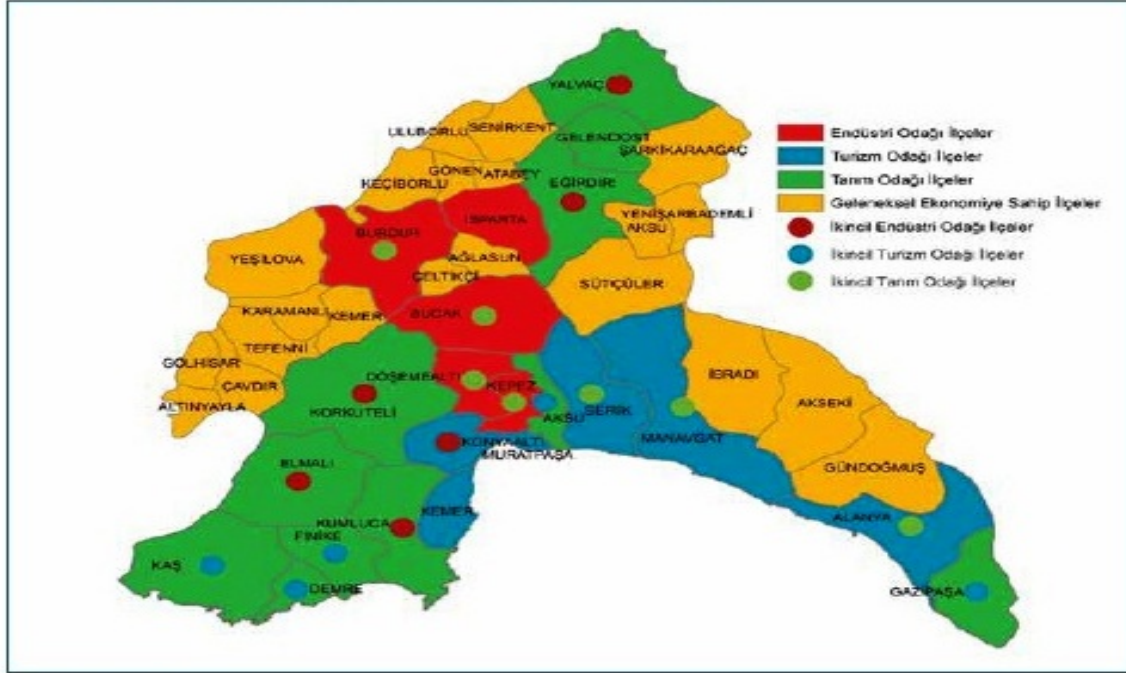 YALVAÇ
ULUBORLU
SENİRKENT
GELENDOST
ŞARKİKARAAĞAÇ
GÖNEN
ATABEY
KEÇİBORLU
EĞİRDİR
YENİŞARBADEMLİ
AKSU
ISPARTA
BURDUR
YEŞİLOVA
AĞLASUN
ÇELTİKÇİ
SÜTÇÜLER
KARAMANLI
KEMER
BUCAK
TEFENNİ
GÖLHİSAR
ÇAVDIR
ALTINYAYLA
DÖŞEMEALTI
KEPEZ
KORKUTELİ
AKSU
SERİK
İBRADI
AKSEKİ
MANAVGAT
KONYAALTI
MURATPAŞA
GÜNDOĞMUŞ
ELMALI
KUMLUCA
KEMER
FİNİKE
ALANYA
KAŞ
DEMRE
GAZİPAŞA
Endüstri Odağı İlçeler
Turizm Odağı İlçeler
Tarım Odağı İlçeler
Geleneksel Ekonomiye Sahip İlçeler
İkincil Endüstri Odağı İlçeler
İkincil Turizm Odağı İlçeler
İkincil Tarım Odağı İlçeler